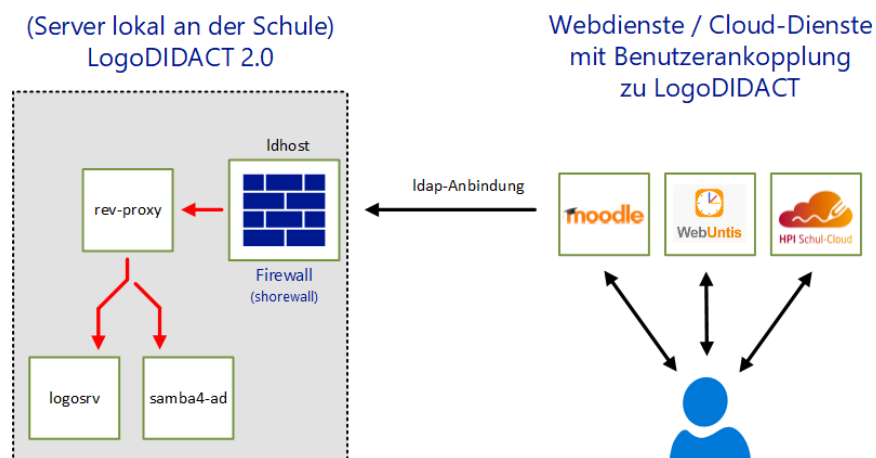 (Server lokal an der Schule)
LogoDIDACT 2.0
Webdienste / Cloud-Dienste
mit Benutzerankopplung
zu LogoDIDACT
ldhost
rev-proxy
Firewall
(shorewall)
logosrv
samba4-ad
ldap-Anbindung
moodle
WebUntis
HPI Schul-Cloud